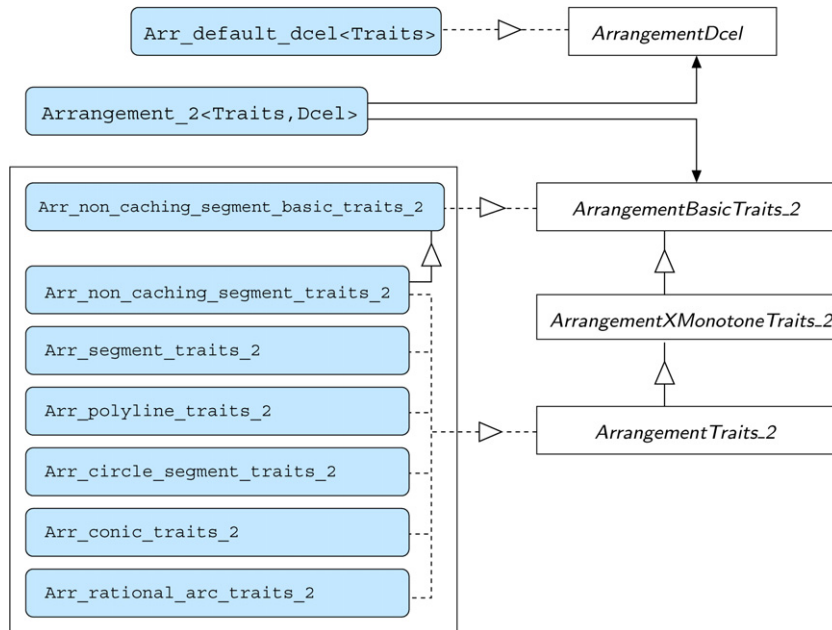 Arr_default_dcel<Traits>
ArrangementDcel
Arrangement_2<Traits,Dcel>
Arr_non_caching_segment_basic_traits_2
ArrangementBasicTraits_2
Arr_non_caching_segment_traits_2
ArrangementXMonotoneTraits_2
Arr_segment_traits_2
Arr_polyline_traits_2
ArrangementTraits_2
Arr_circle_segment_traits_2
Arr_conic_traits_2
Arr_rational_arc_traits_2